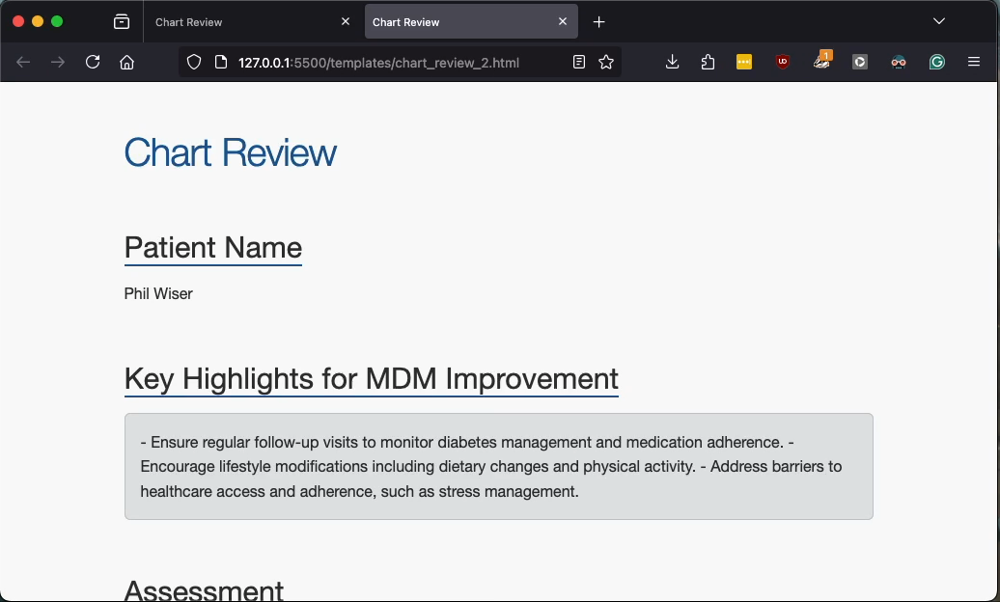 Chart Review
Chart Review
127.0.0.1:5500/templates/chart_review_2.html
UD
1
Chart Review
Patient Name
Phil Wiser
Key Highlights for MDM Improvement
- Ensure regular follow-up visits to monitor diabetes management and medication adherence. -
Encourage lifestyle modifications including dietary changes and physical activity. - Address barriers to
healthcare access and adherence, such as stress management.
Assessment